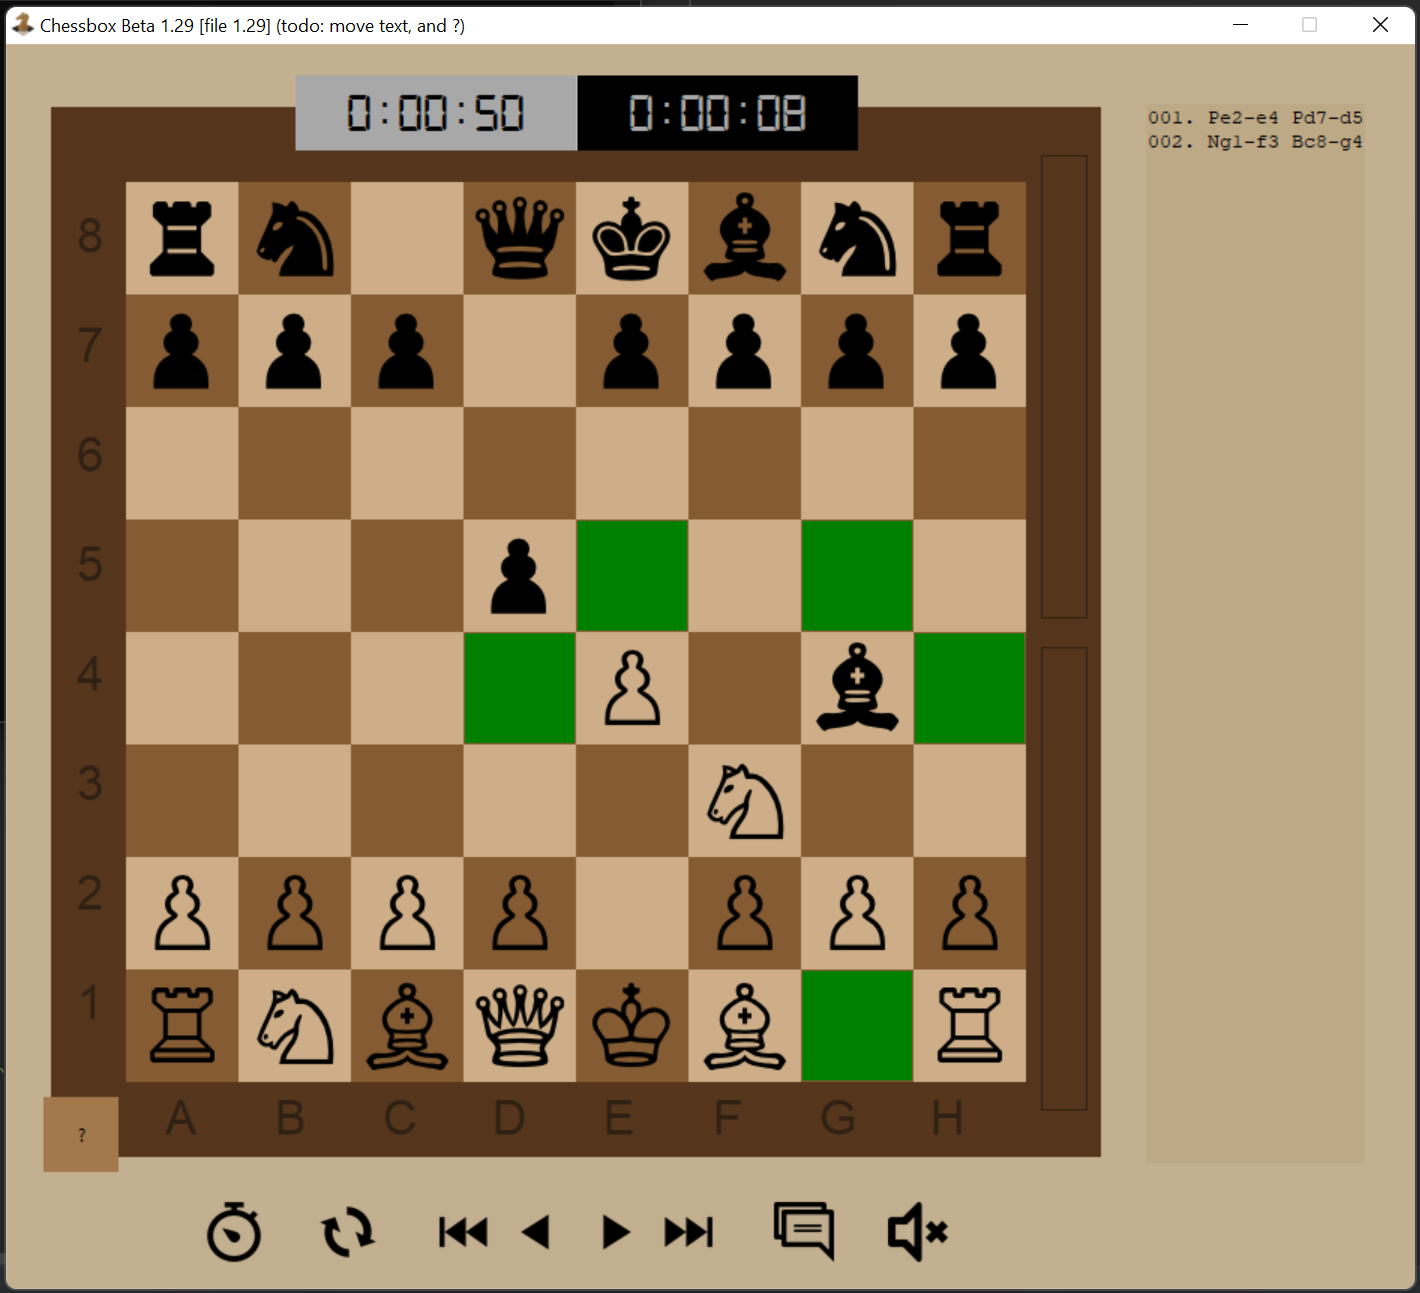 Chessbox Beta 1.29 [file 1.29] (todo: move text, and ?)
0:00:50 0:00:08
001. Pe2-e4 Pd7-d5
002. Ng1-f3 Bc8-g4
8
7
6
5
4
3
2
1
A B C D E F G H
?